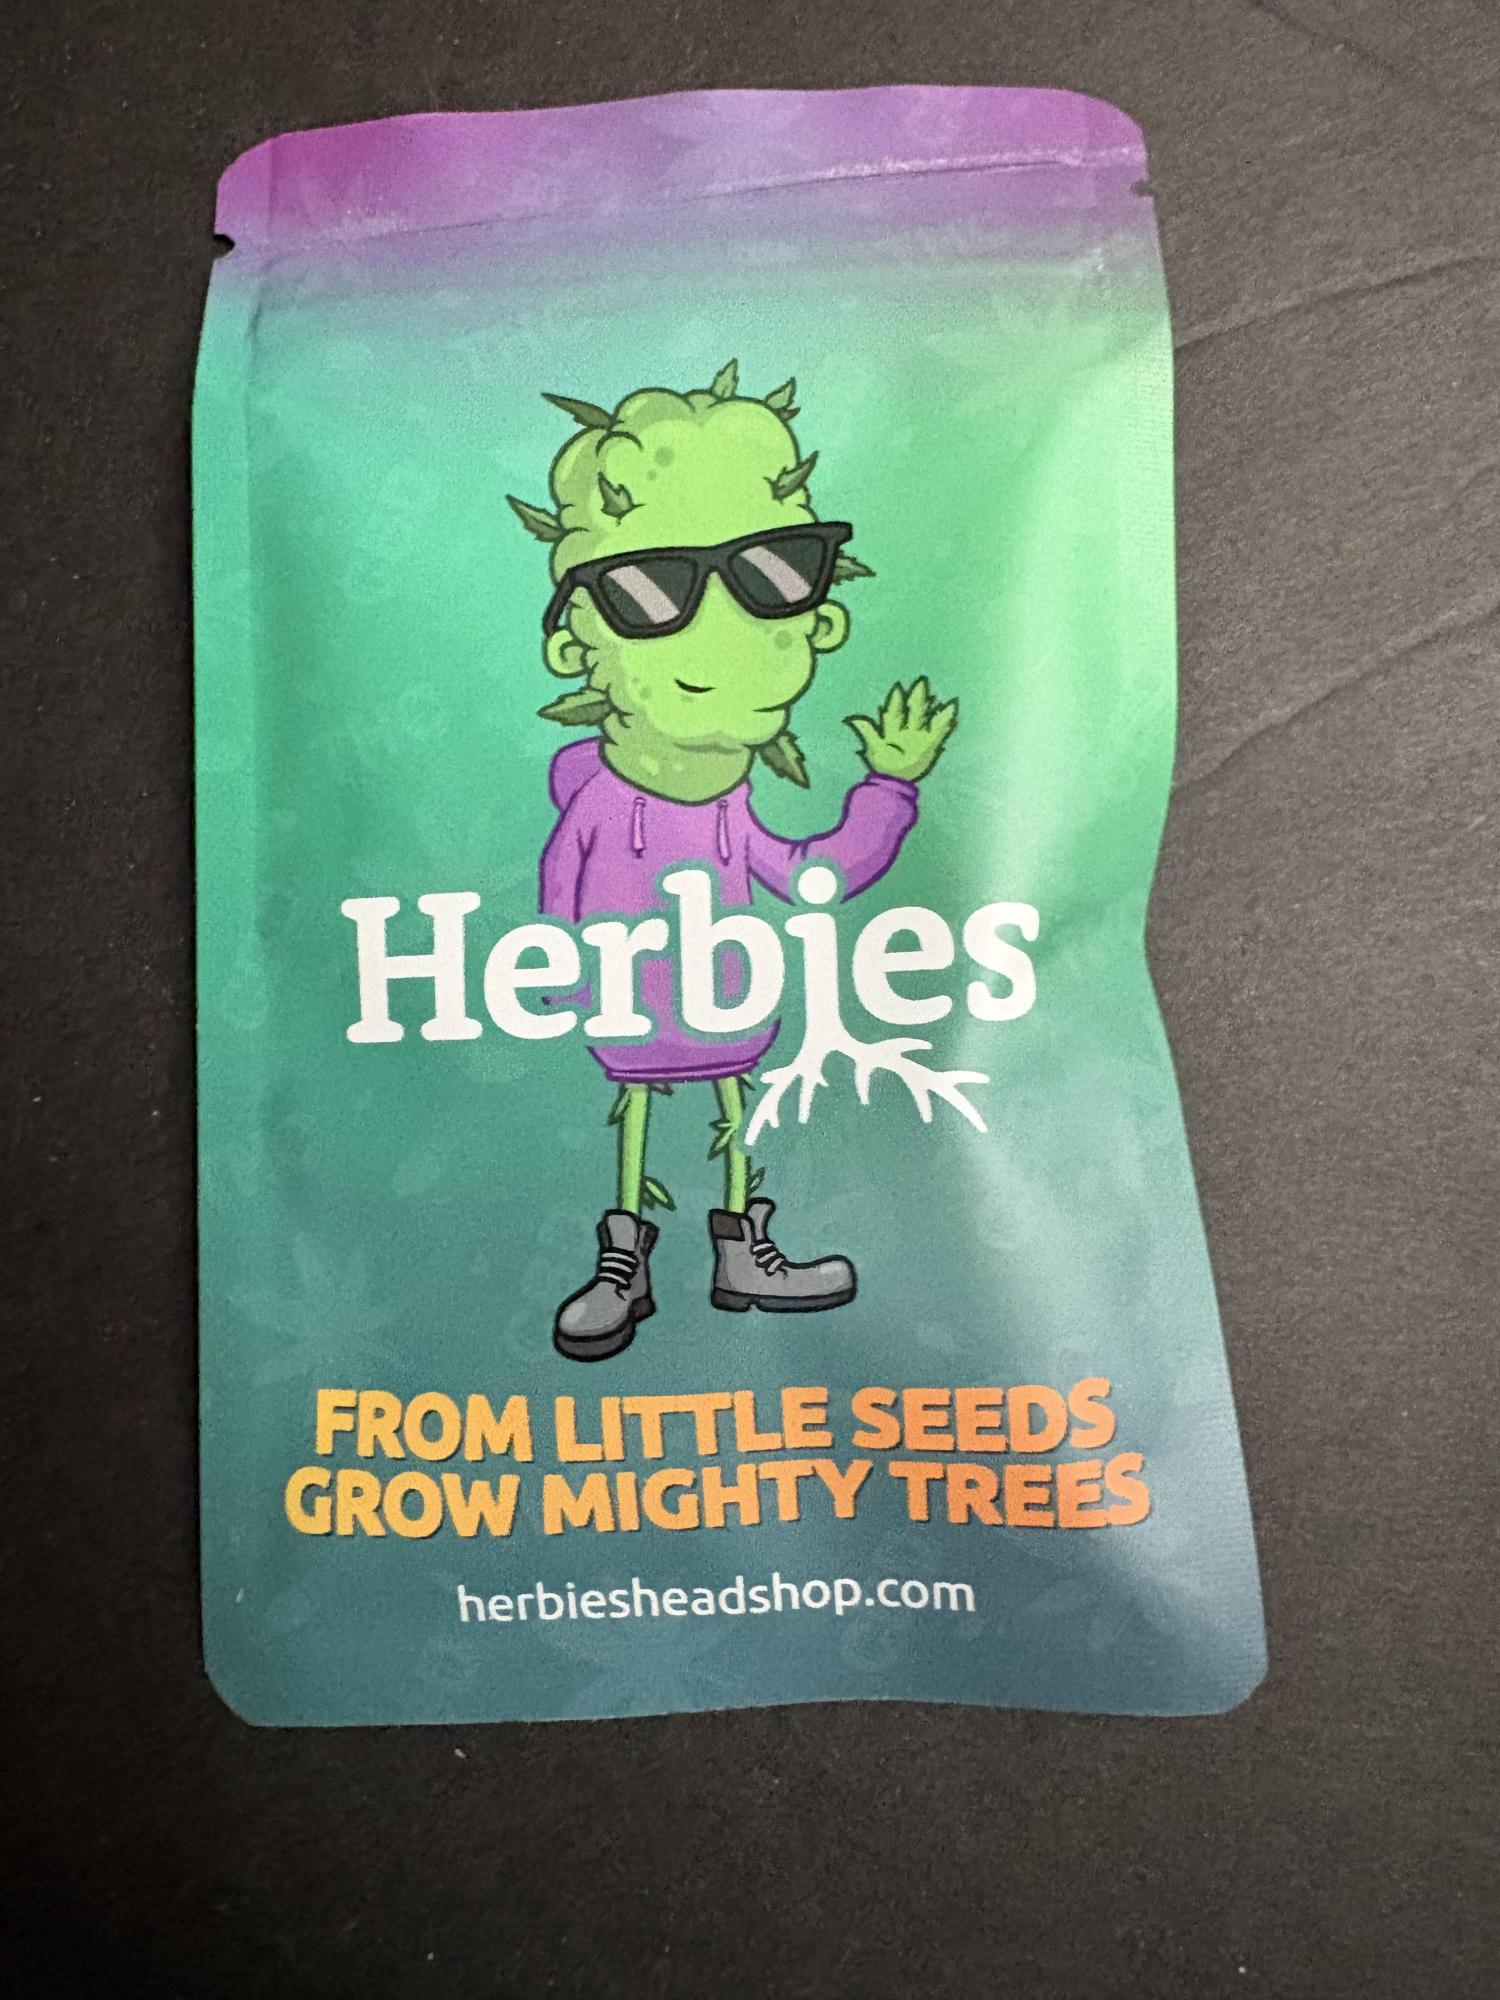 Herbies
FROM LITTLE SEEDS
GROW MIGHTY TREES
herbiesheadshop.com